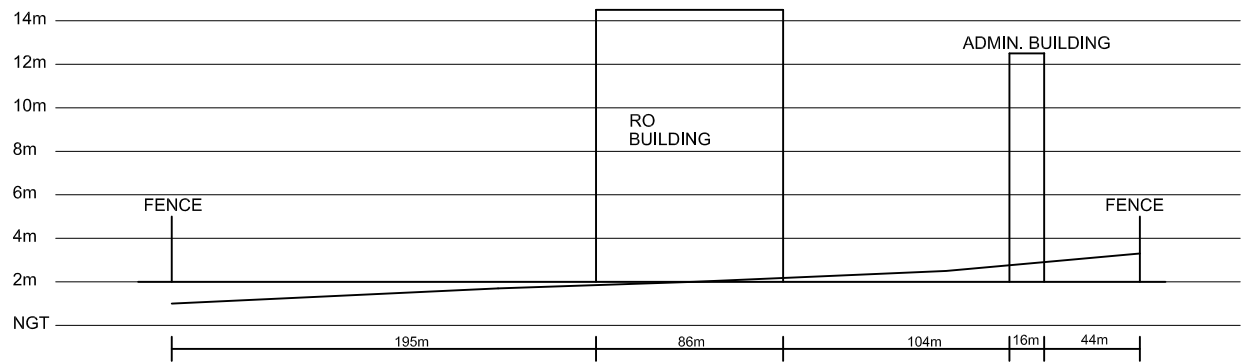 14m
12m
ADMIN. BUILDING
10m
RO
BUILDING
8m
6m
FENCE
FENCE
4m
2m
NGT
195m
86m
104m
16m
44m